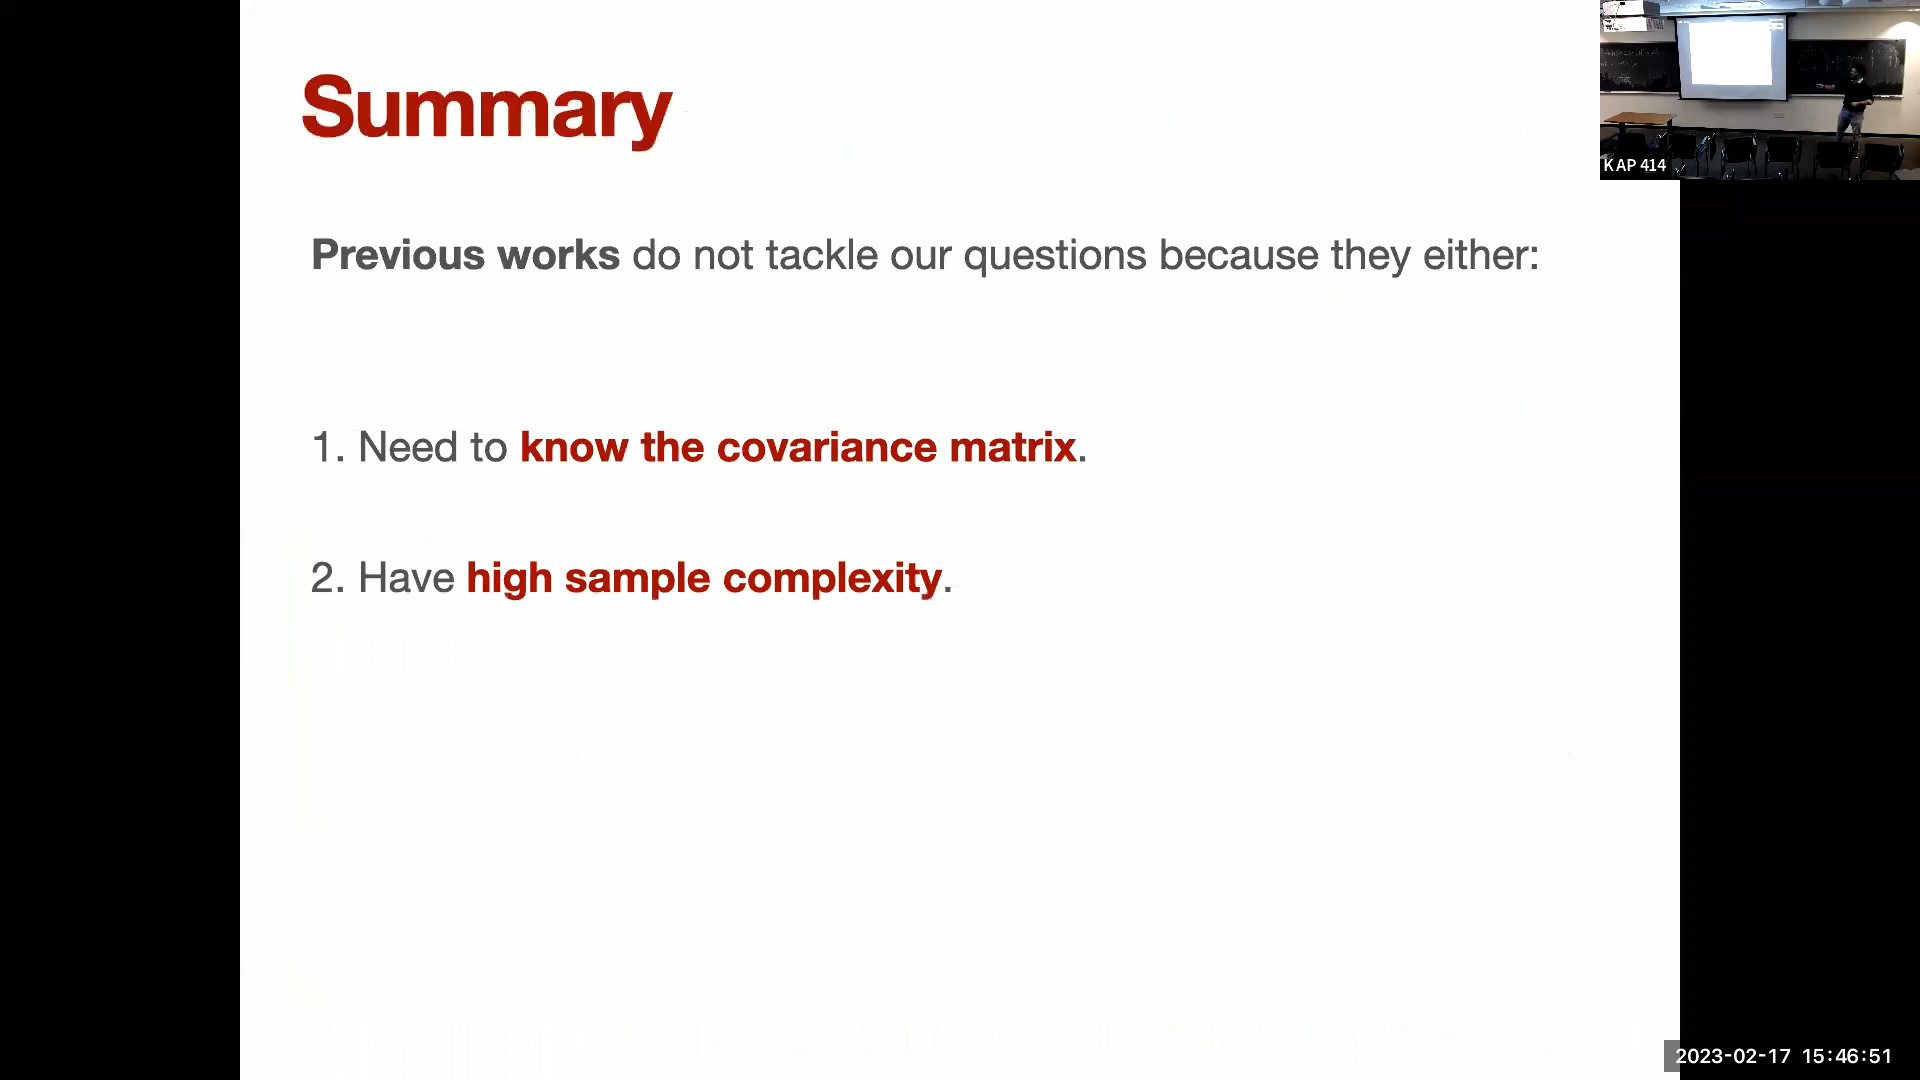 Summary
Previous works do not tackle our questions because they either:
1. Need to know the covariance matrix.
2. Have high sample complexity.
KAP 414
2023-02-17 15:46:51